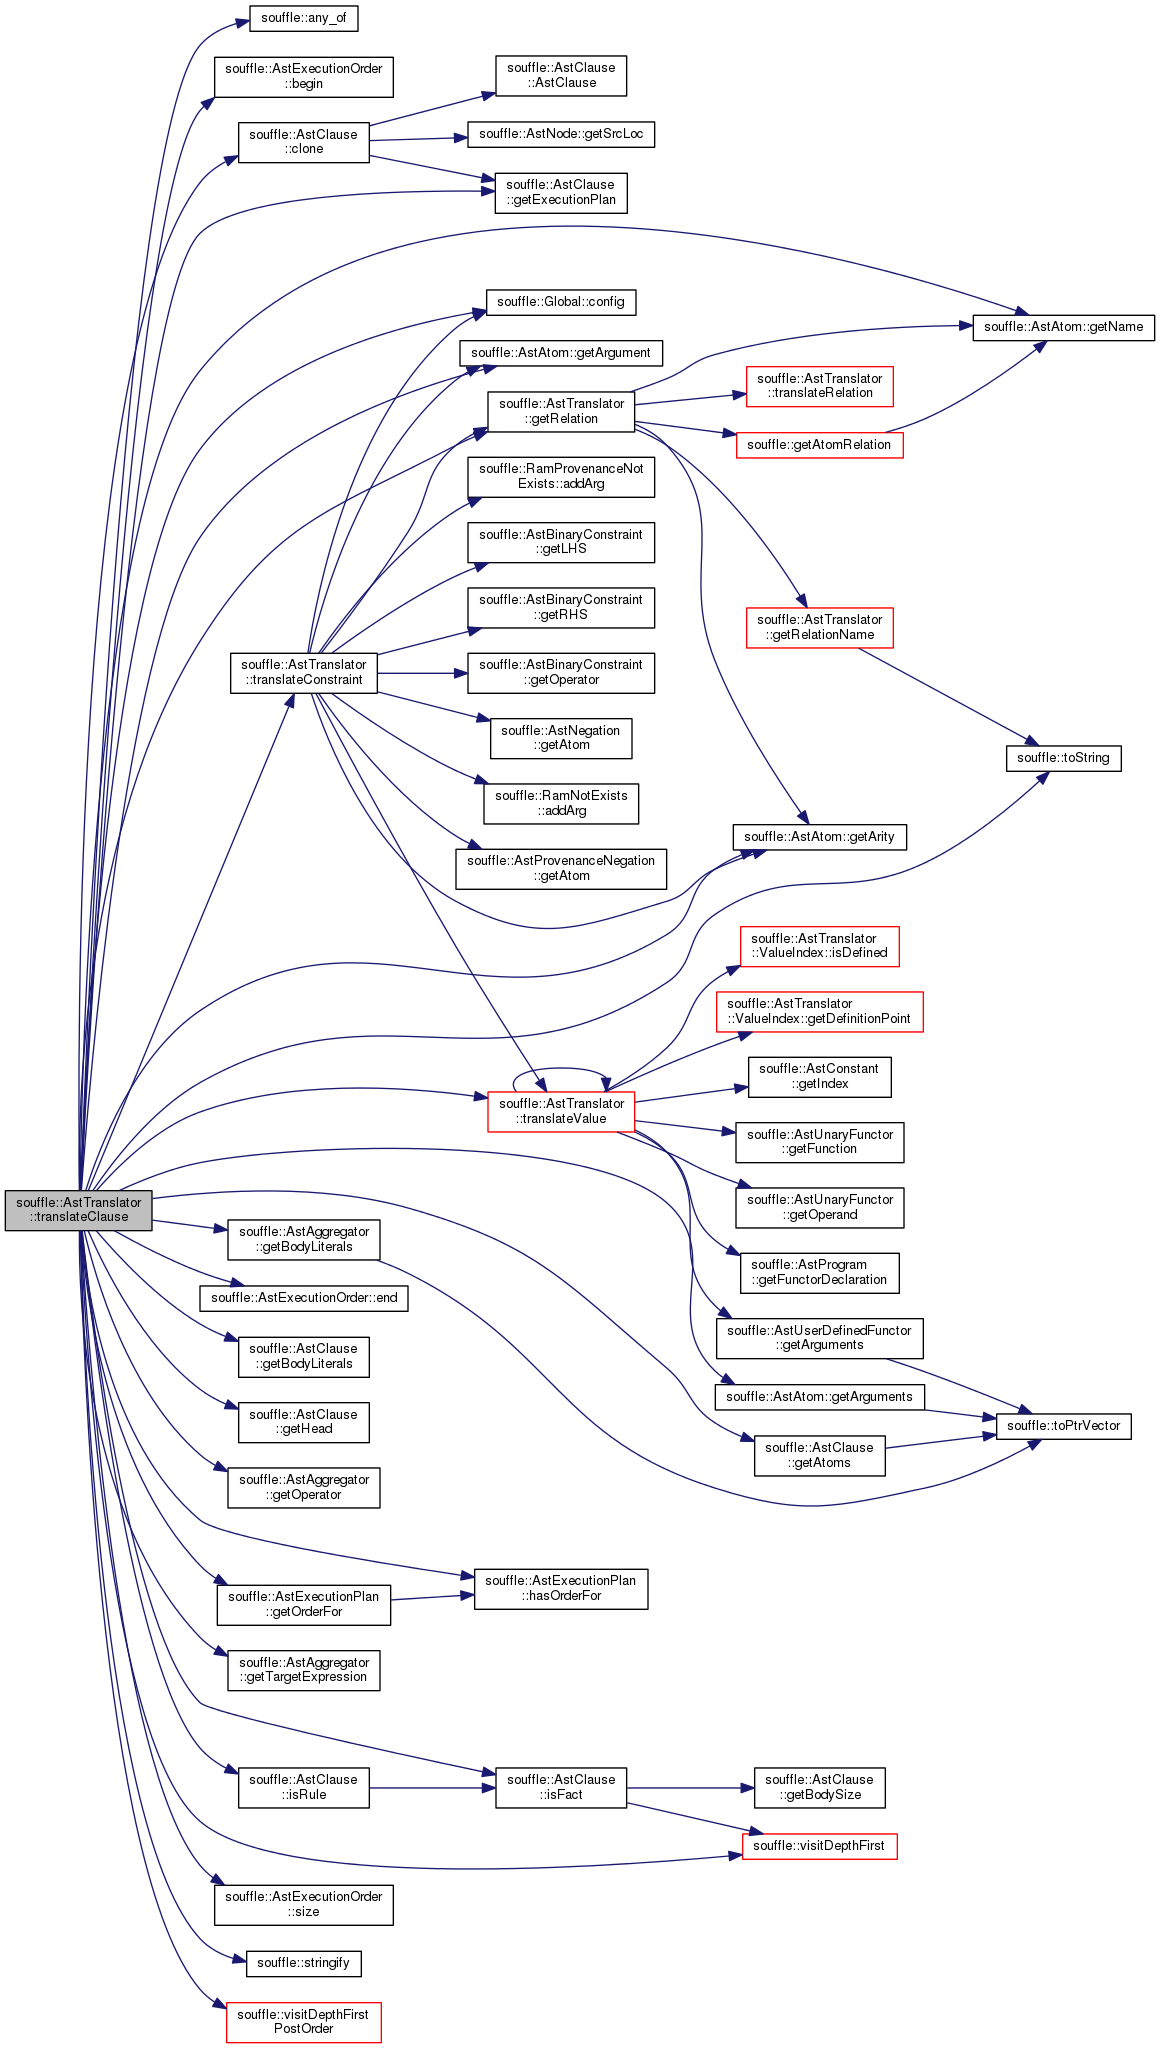 souffle::any_of
souffle::AstExecutionOrder
::begin
souffle::AstClause
::AstClause
souffle::AstClause
::clone
souffle::AstNode::getSrcLoc
souffle::AstClause
::getExecutionPlan
souffle::Global::config
souffle::AstAtom::getName
souffle::AstAtom::getArgument
souffle::AstTranslator
::translateRelation
souffle::AstTranslator
::getRelation
souffle::getAtomRelation
souffle::RamProvenanceNot
Exists::addArg
souffle::AstBinaryConstraint
::getLHS
souffle::AstBinaryConstraint
::getRHS
souffle::AstTranslator
::getRelationName
souffle::AstTranslator
::translateConstraint
souffle::AstBinaryConstraint
::getOperator
souffle::AstNegation
::getAtom
souffle::toString
souffle::RamNotExists
::addArg
souffle::AstAtom::getArity
souffle::AstProvenanceNegation
::getAtom
souffle::AstTranslator
::ValueIndex::isDefined
souffle::AstTranslator
::ValueIndex::getDefinitionPoint
souffle::AstConstant
::getIndex
souffle::AstTranslator
::translateValue
souffle::AstUnaryFunctor
::getFunction
souffle::AstUnaryFunctor
::getOperand
souffle::AstTranslator
::translateClause
souffle::AstAggregator
::getBodyLiterals
souffle::AstProgram
::getFunctorDeclaration
souffle::AstExecutionOrder::end
souffle::AstUserDefinedFunctor
::getArguments
souffle::AstClause
::getBodyLiterals
souffle::AstAtom::getArguments
souffle::AstClause
::getHead
souffle::toPtrVector
souffle::AstClause
::getAtoms
souffle::AstAggregator
::getOperator
souffle::AstExecutionPlan
::hasOrderFor
souffle::AstExecutionPlan
::getOrderFor
souffle::AstAggregator
::getTargetExpression
souffle::AstClause
::isRule
souffle::AstClause
::isFact
souffle::AstClause
::getBodySize
souffle::visitDepthFirst
souffle::AstExecutionOrder
::size
souffle::stringify
souffle::visitDepthFirst
PostOrder